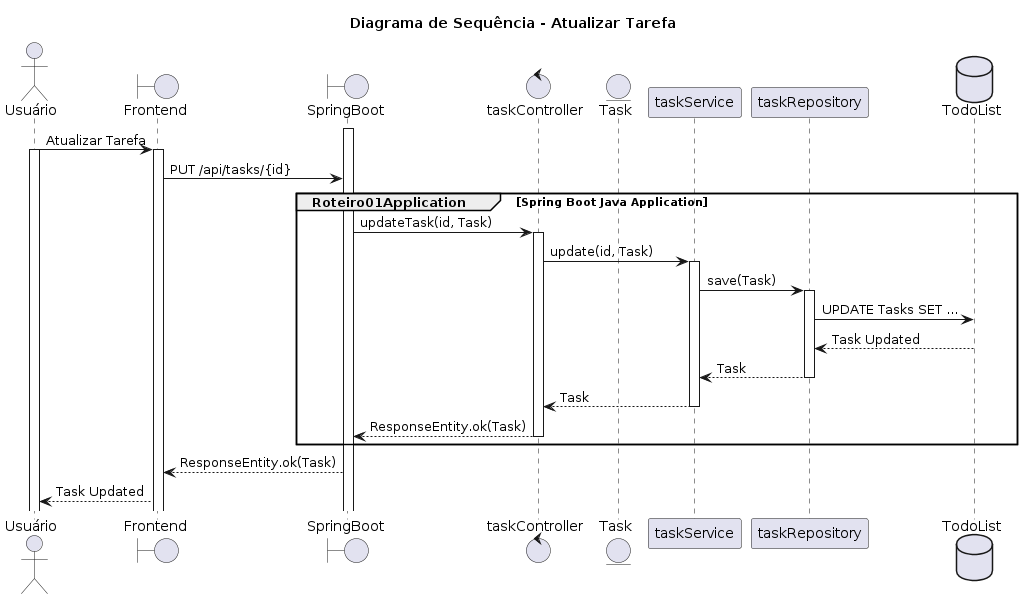 Diagrama de Sequência - Atualizar Tarefa
Usuário
Frontend
SpringBoot
taskController
Task
taskService
taskRepository
TodoList
Atualizar Tarefa
PUT /api/tasks/{id}
Roteiro01Application
[Spring Boot Java Application]
updateTask(id, Task)
update(id, Task)
save(Task)
UPDATE Tasks SET ...
Task Updated
Task
Task
ResponseEntity.ok(Task)
ResponseEntity.ok(Task)
Task Updated
Usuário
Frontend
SpringBoot
taskController
Task
taskService
taskRepository
TodoList